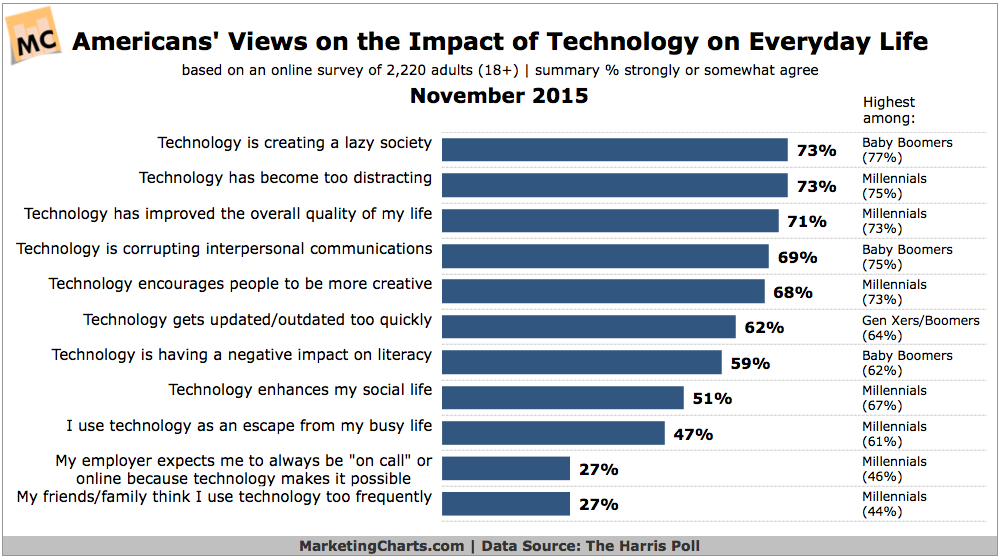 MC
Americans' Views on the Impact of Technology on Everyday Life
based on an online survey of 2,220 adults (18+) | summary % strongly or somewhat agree
November 2015
Highest
among:
Technology is creating a lazy society 73% Baby Boomers
(77%)
Technology has become too distracting 73% Millennials
(75%)
Technology has improved the overall quality of my life 71% Millennials
(73%)
Technology is corrupting interpersonal communications 69% Baby Boomers
(75%)
Technology encourages people to be more creative 68% Millennials
(73%)
Technology gets updated/outdated too quickly 62% Gen Xers/Boomers
(64%)
Technology is having a negative impact on literacy 59% Baby Boomers
(62%)
Technology enhances my social life 51% Millennials
(67%)
I use technology as an escape from my busy life 47% Millennials
(61%)
My employer expects me to always be "on call" or
online because technology makes it possible 27% Millennials
(46%)
My friends/family think I use technology too frequently 27% Millennials
(44%)
MarketingCharts.com | Data Source: The Harris Poll